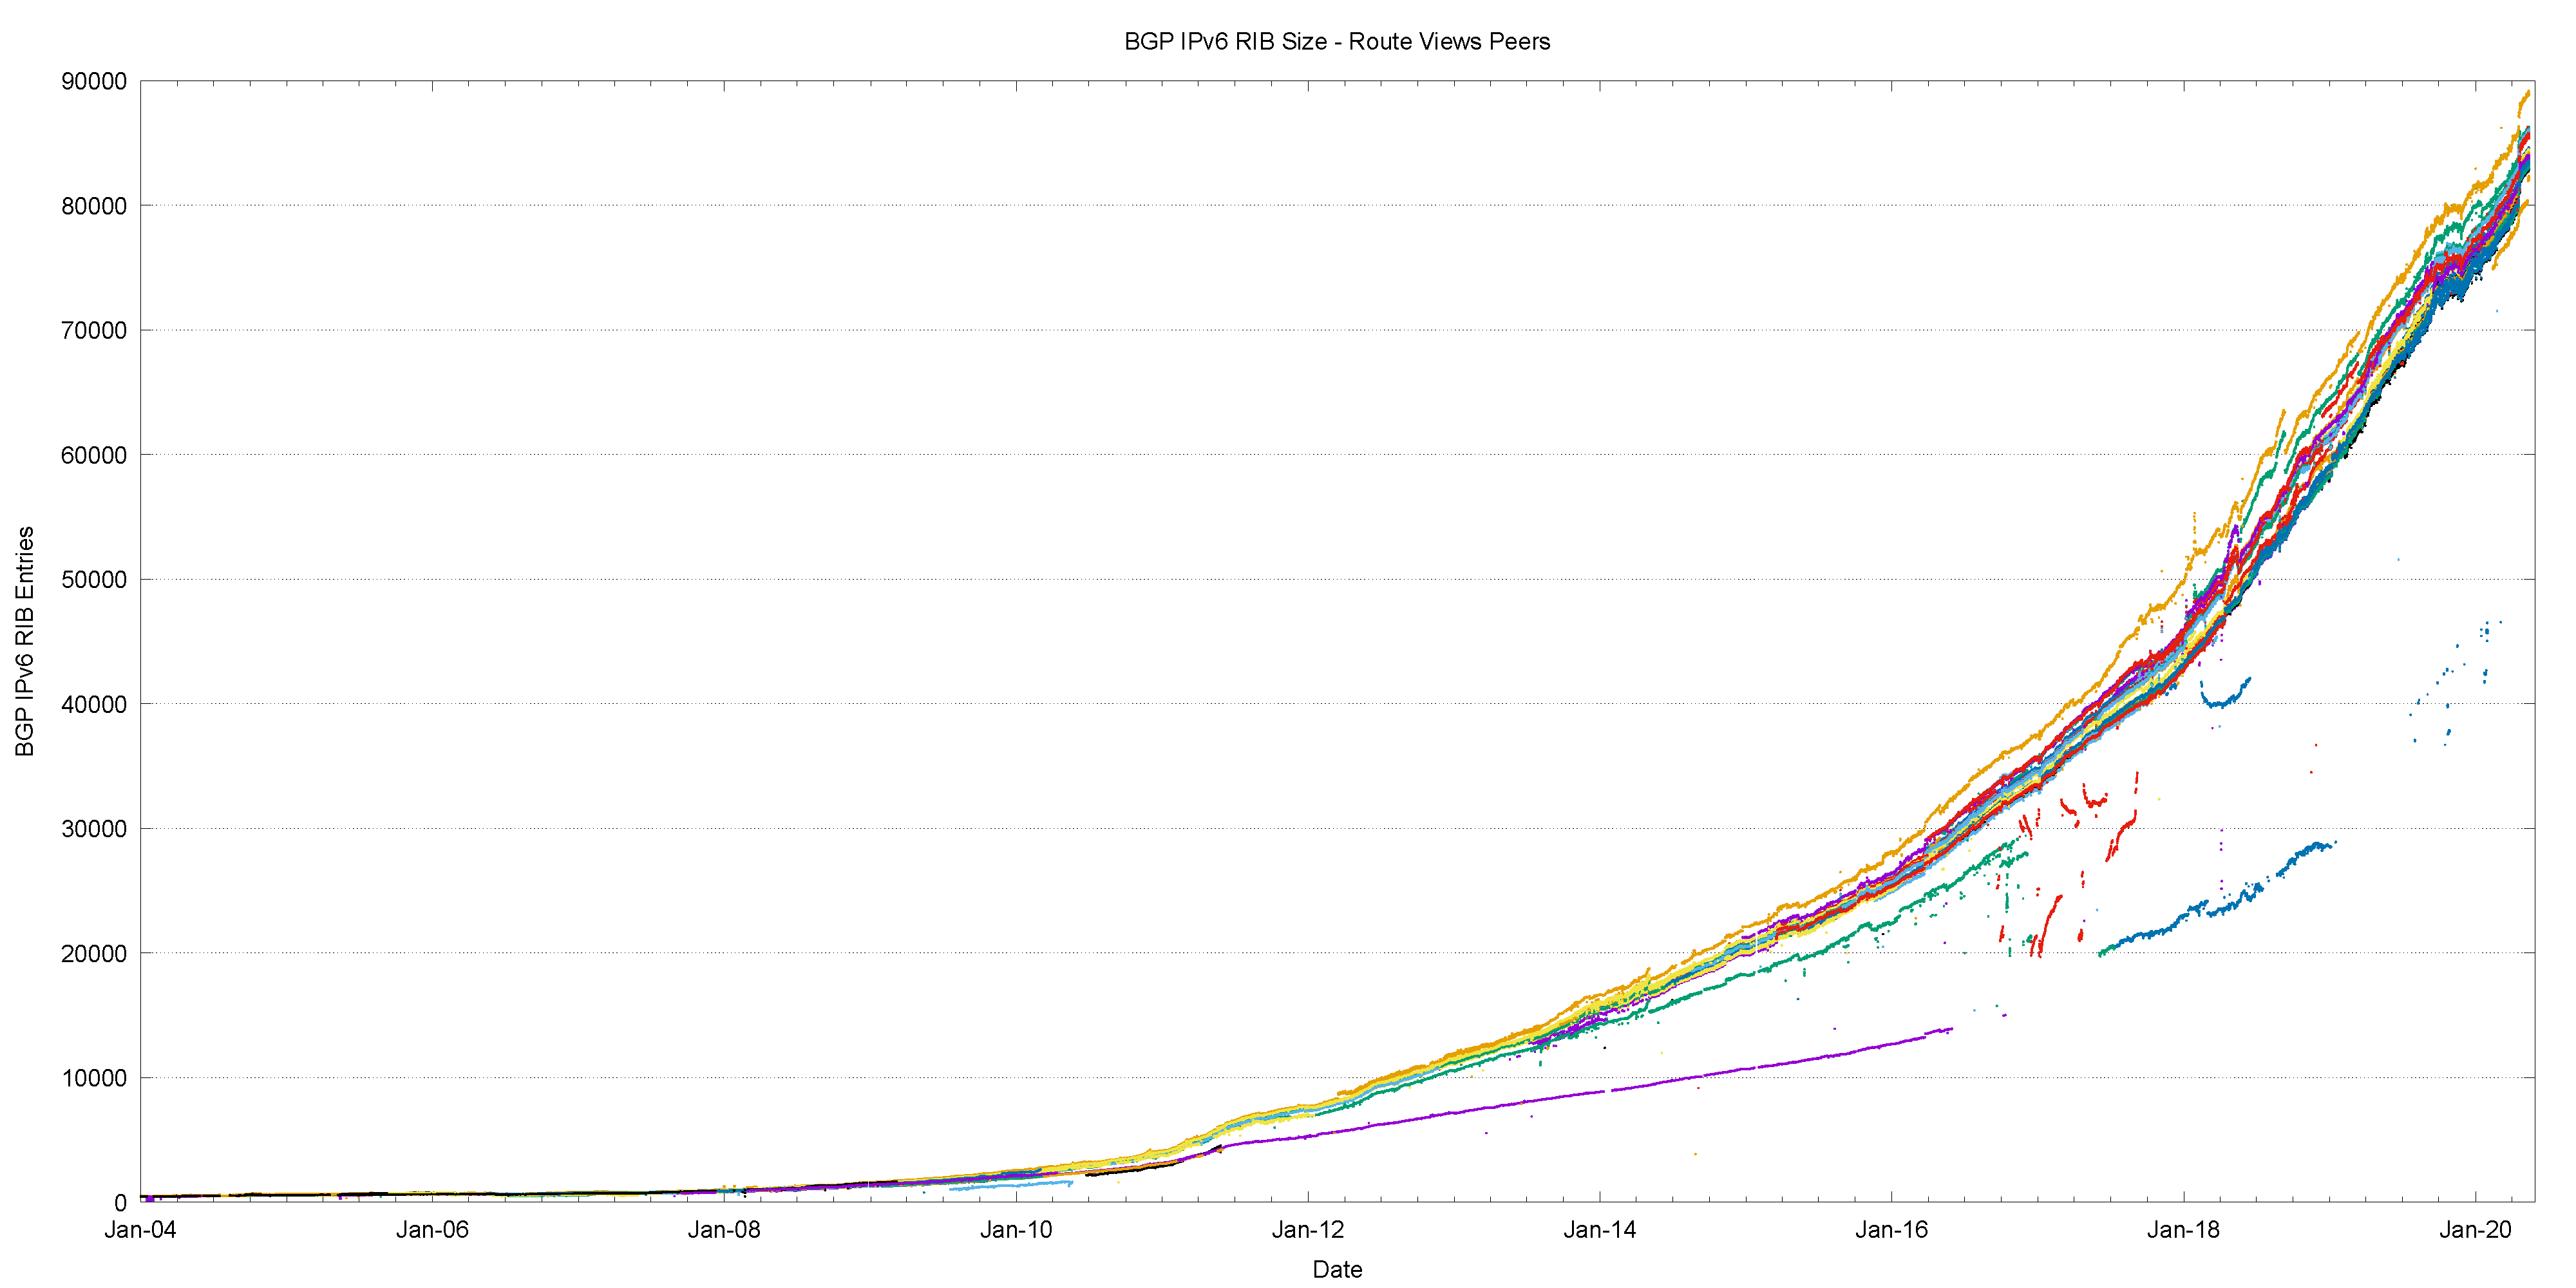 BGP IPv6 RIB Size - Route Views Peers
90000
80000
70000
60000
50000
40000
30000
20000
10000
0
BGP IPv6 RIB Entries
Jan-04 Jan-06 Jan-08 Jan-10 Jan-12 Jan-14 Jan-16 Jan-18 Jan-20
Date